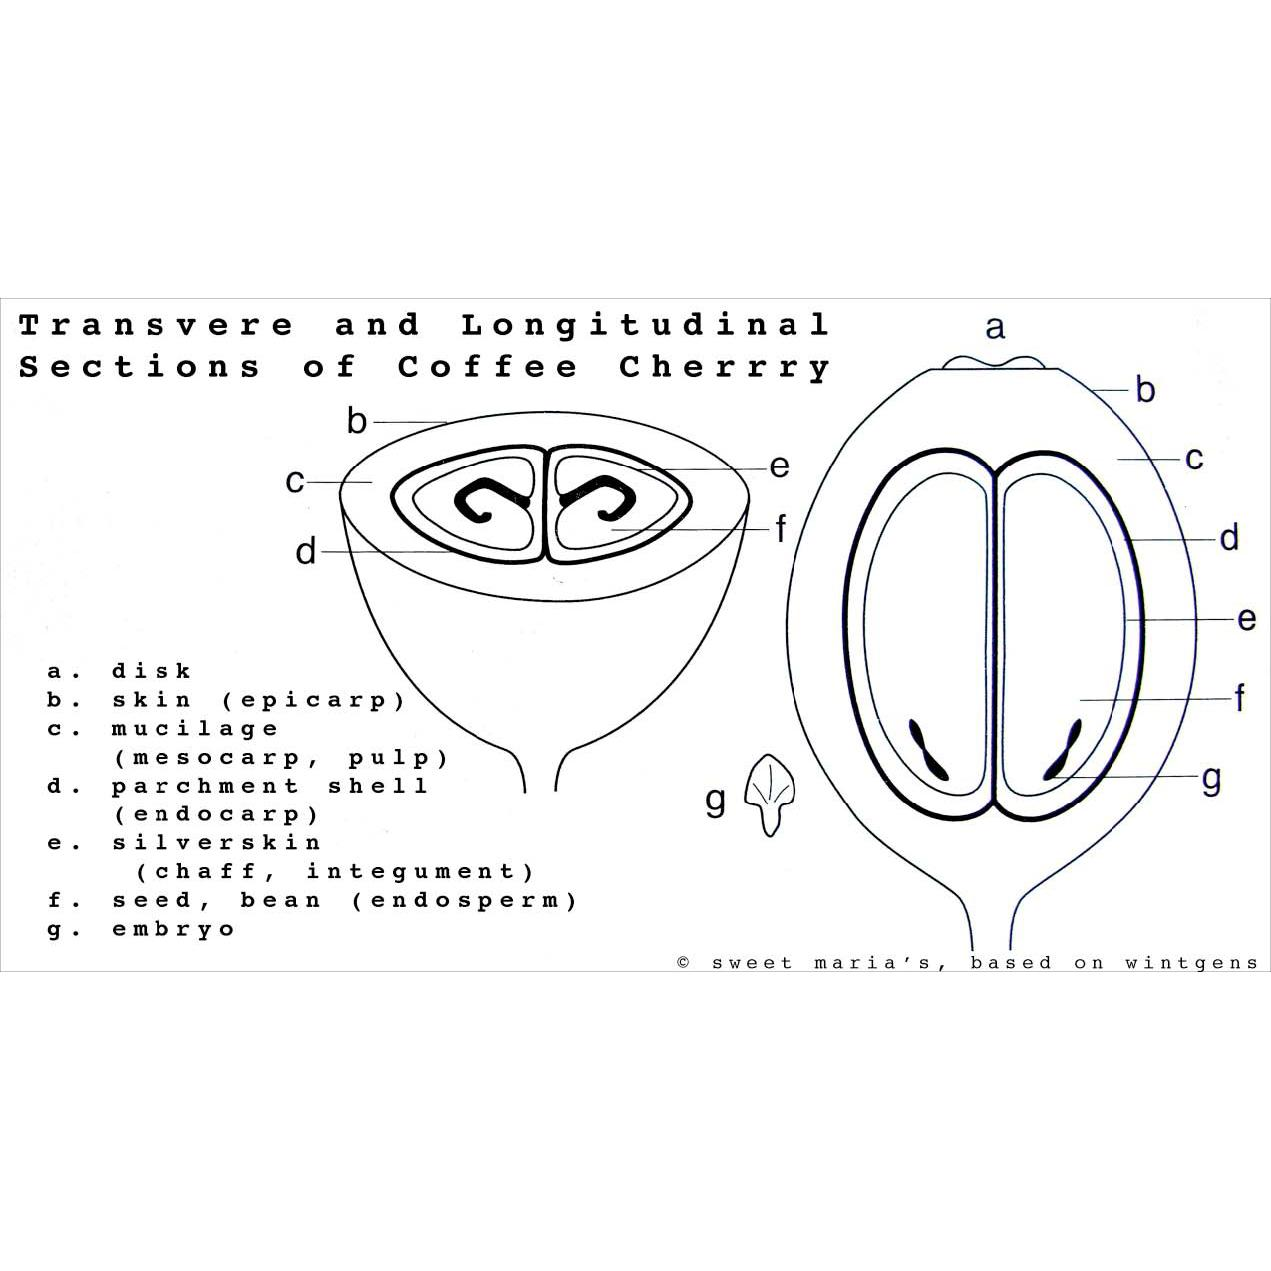 Transvere and Longitudinal
Sections of Coffee Cherrry
a
b
b
c
c
e
d
f
d
e
f
g
g
a. disk
b. skin (epicarp)
c. mucilage
(mesocarp, pulp)
d. parchment shell
(endocarp)
e. silverskin
(chaff, integument)
f. seed, bean (endosperm)
g. embryo
© sweet maria's, based on wintgens